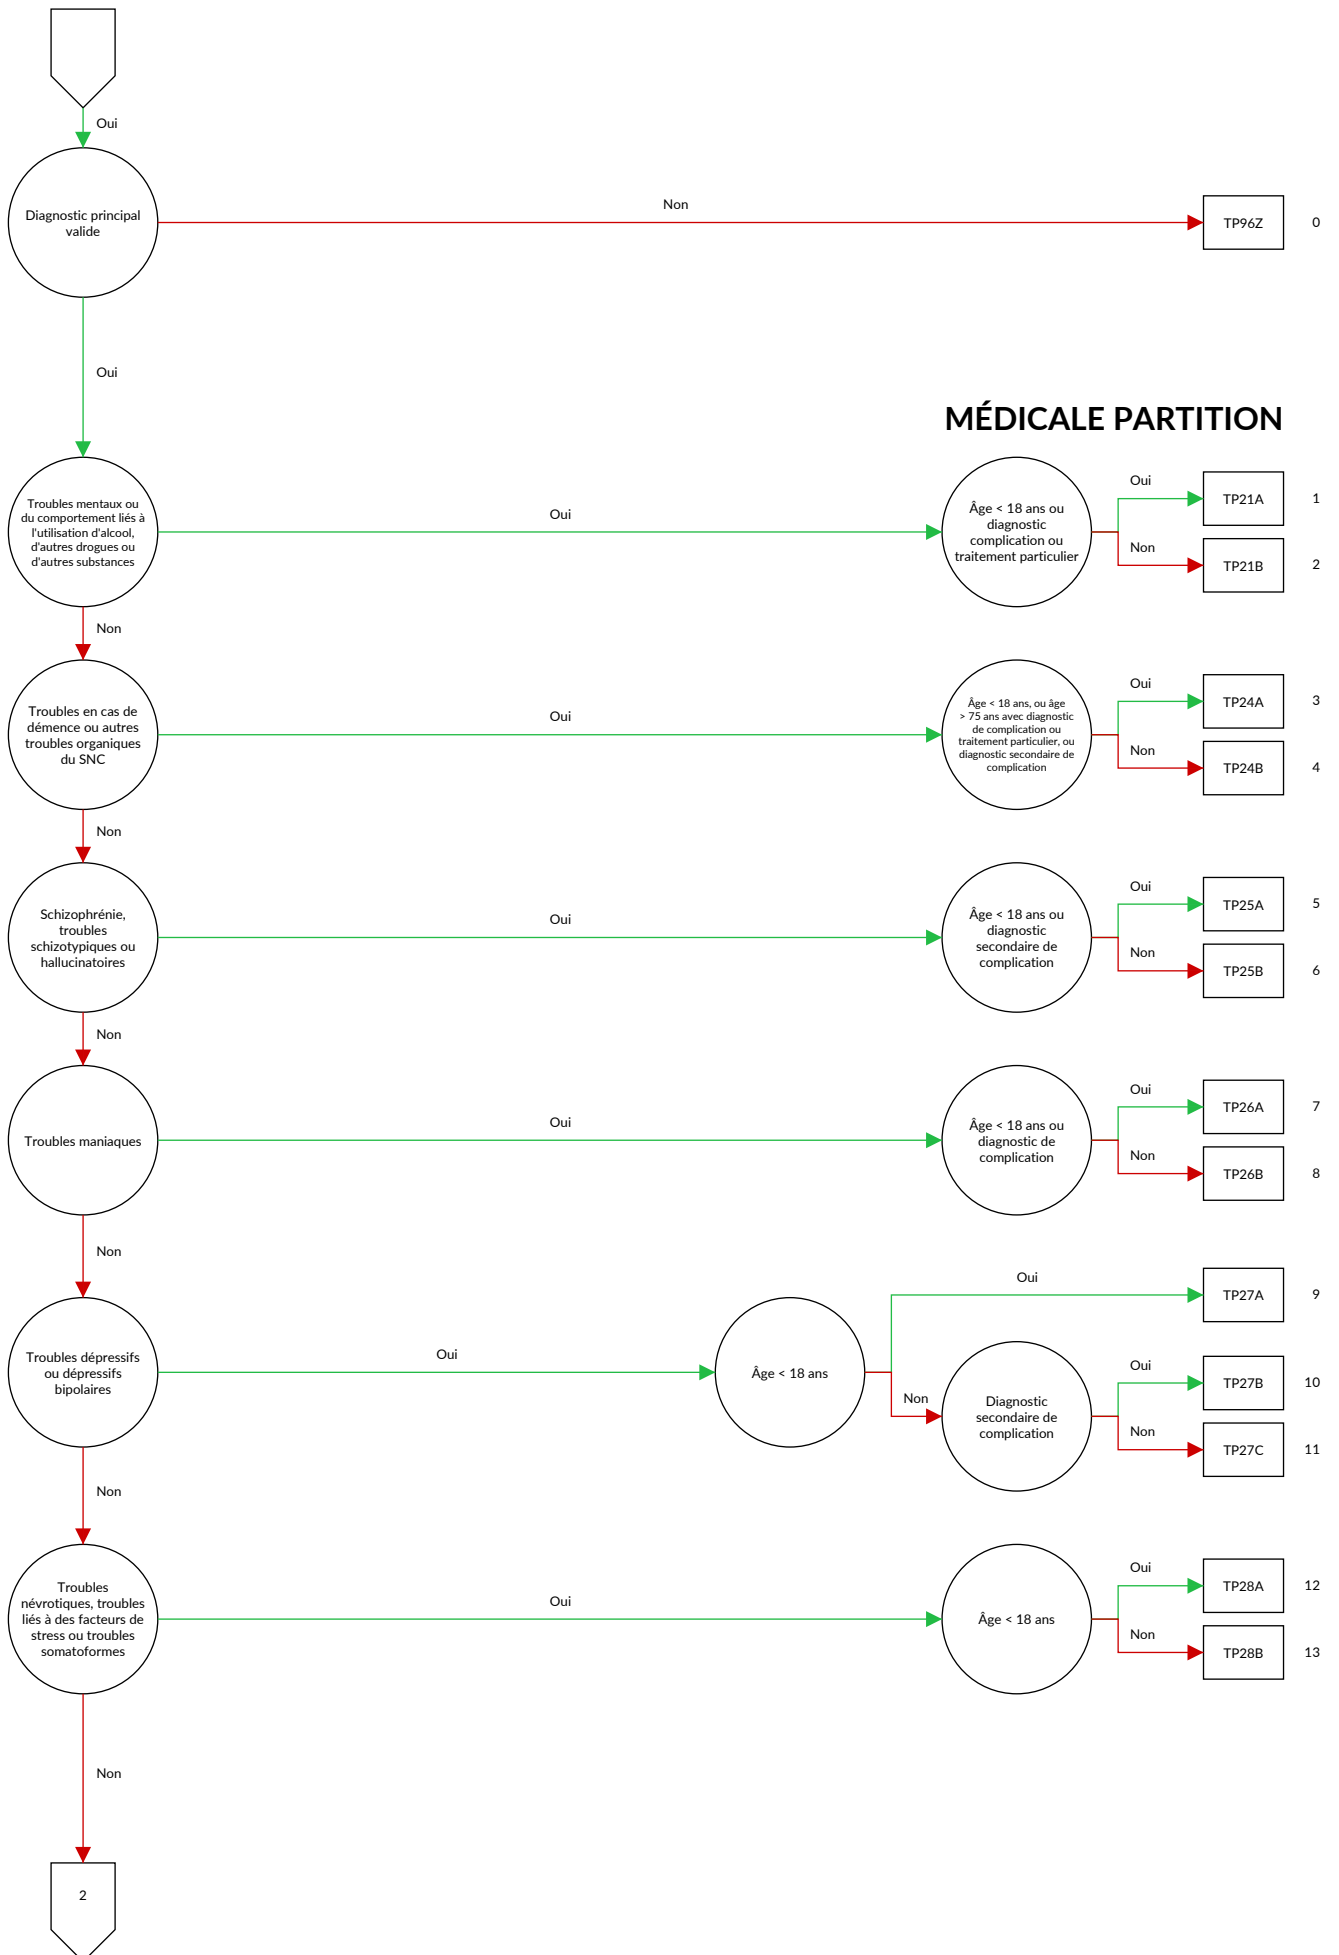 Oui
Diagnostic principal
valide
Non
TP96Z
0
Oui
MÉDICALE PARTITION
Troubles mentaux ou
du comportement liés à
l'utilisation d'alcool,
d'autres drogues ou
d'autres substances
Oui
Âge < 18 ans ou
diagnostic
complication ou
traitement particulier
Oui
TP21A
1
Non
TP21B
2
Non
Troubles en cas de
démence ou autres
troubles organiques
du SNC
Oui
Âge < 18 ans, ou âge
> 75 ans avec diagnostic
de complication ou
traitement particulier, ou
diagnostic secondaire de
complication
Oui
TP24A
3
Non
TP24B
4
Non
Schizophrénie,
troubles
schizotypiques ou
hallucinatoires
Oui
Âge < 18 ans ou
diagnostic
secondaire de
complication
Oui
TP25A
5
Non
TP25B
6
Non
Troubles maniaques
Oui
Âge < 18 ans ou
diagnostic de
complication
Oui
TP26A
7
Non
TP26B
8
Non
Troubles dépressifs
ou dépressifs
bipolaires
Oui
Âge < 18 ans
Oui
TP27A
9
Non
Diagnostic
secondaire de
complication
Oui
TP27B
10
Non
TP27C
11
Non
Troubles
névrotiques, troubles
liés à des facteurs de
stress ou troubles
somatoformes
Oui
Âge < 18 ans
Oui
TP28A
12
Non
TP28B
13
Non
2